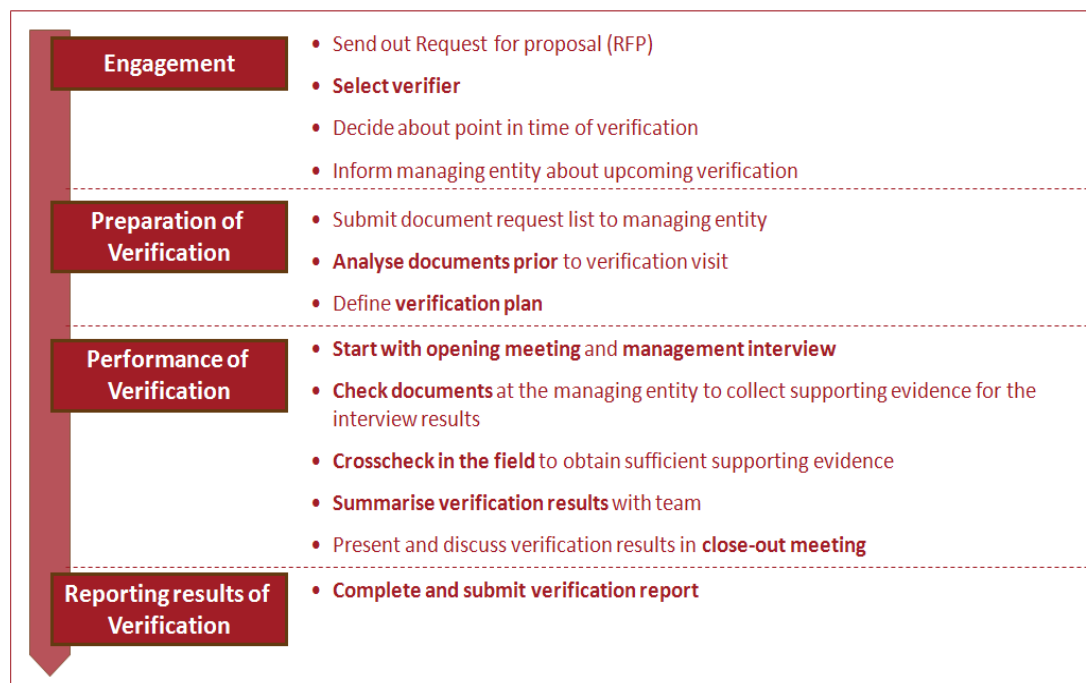 Engagement
• Send out Request for proposal (RFP)
• Select verifier
• Decide about point in time of verification
• Inform managing entity about upcoming verification
Preparation of
Verification
• Submit document request list to managing entity
• Analyse documents prior to verification visit
• Define verification plan
Performance of
Verification
• Start with opening meeting and management interview
• Check documents at the managing entity to collect supporting evidence for the
interview results
• Crosscheck in the field to obtain sufficient supporting evidence
• Summarise verification results with team
• Present and discuss verification results in close-out meeting
Reporting results of
Verification
• Complete and submit verification report